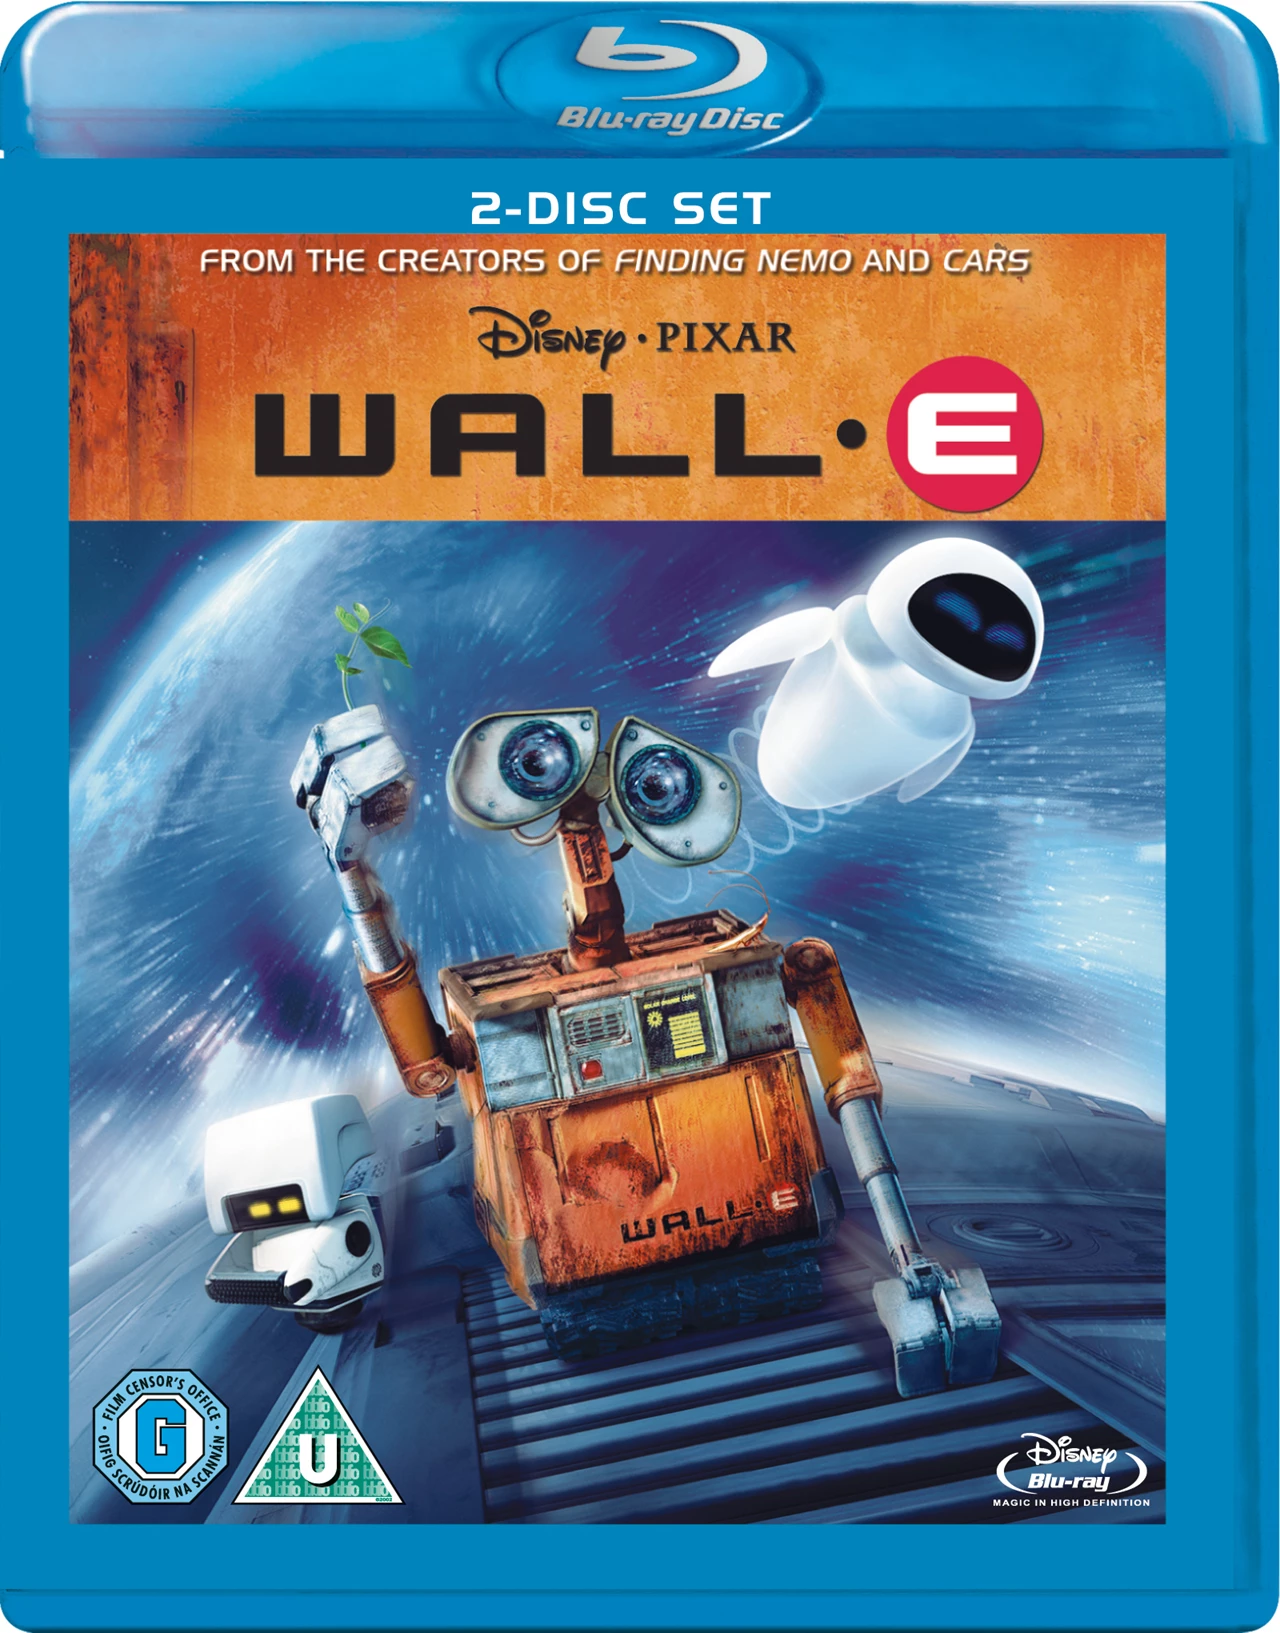 Blu-ray Disc
2-DISC SET
FROM THE CREATORS OF FINDING NEMO AND CARS
Disney · PIXAR
WALL·E
WALL·E
· FILM CENSOR'S OFFICE ·
G
OIFIG SCRÚDÓIR NA SCANNÁN
U
Disney
Blu-ray
MAGIC IN HIGH DEFINITION